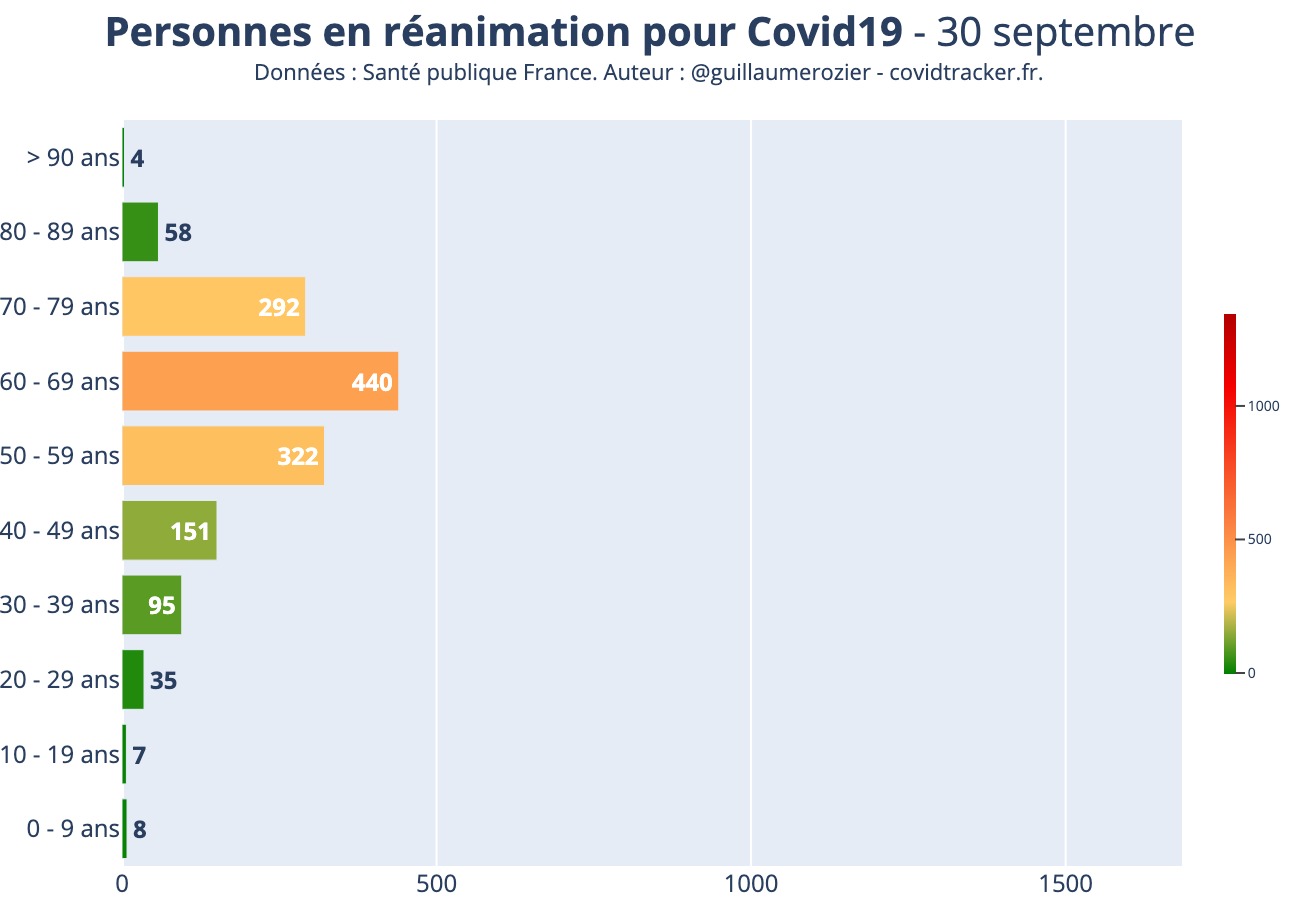 Personnes en réanimation pour Covid19 - 30 septembre
Données : Santé publique France. Auteur : @guillaumerozier - covidtracker.fr.
> 90 ans 4
80 - 89 ans 58
70 - 79 ans 292
60 - 69 ans 440
50 - 59 ans 322
40 - 49 ans 151
30 - 39 ans 95
20 - 29 ans 35
10 - 19 ans 7
0 - 9 ans 8
0 500 1000 1500
1000
500
0